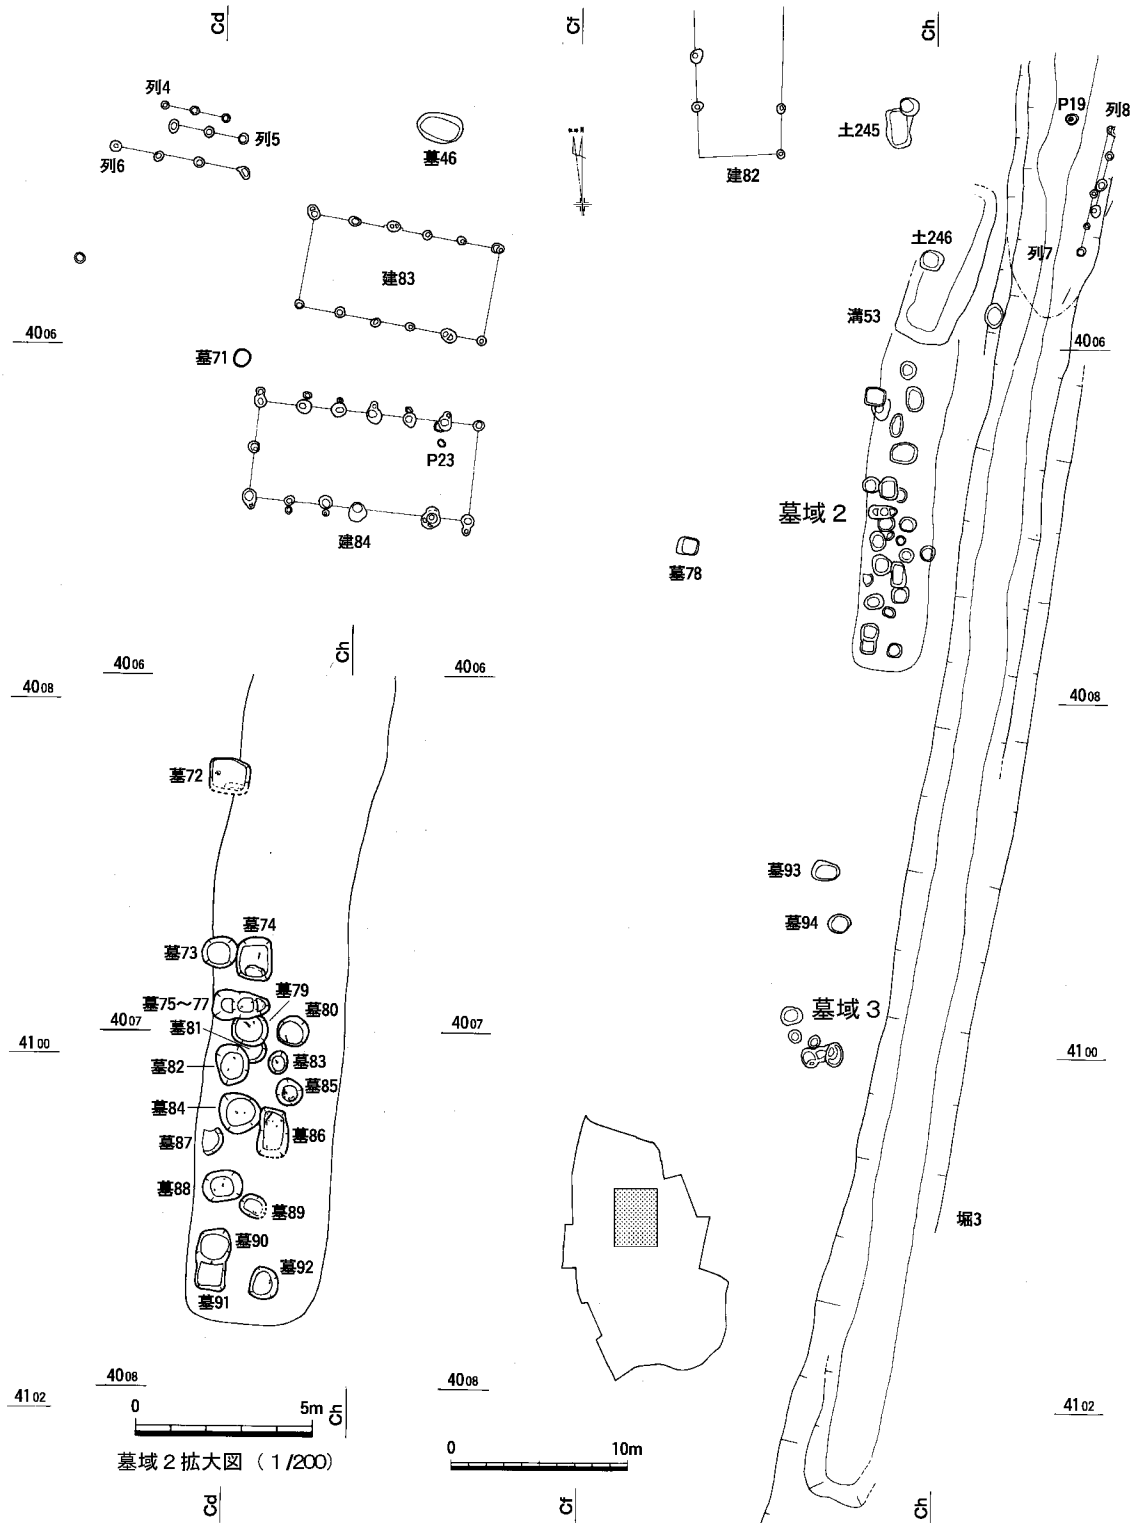 Cd
Cf
Ch
列4
列5
列6
墓46
土245
建82
P19
列8
土246
列7
建83
溝53
4006
墓71
4006
P23
墓域2
建84
墓78
Ch
4006
4006
4008
4008
墓72
墓93
墓74
墓73
墓94
墓79
墓75〜77
墓80
墓域3
4007
墓81
4007
4100
墓82
墓83
4100
墓85
墓84
墓86
墓87
墓88
墓89
堀3
墓90
墓92
墓91
4008
4008
4102
0 5m
Ch
4102
墓域2拡大図(1/200)
0 10m
Cd
Cf
Ch